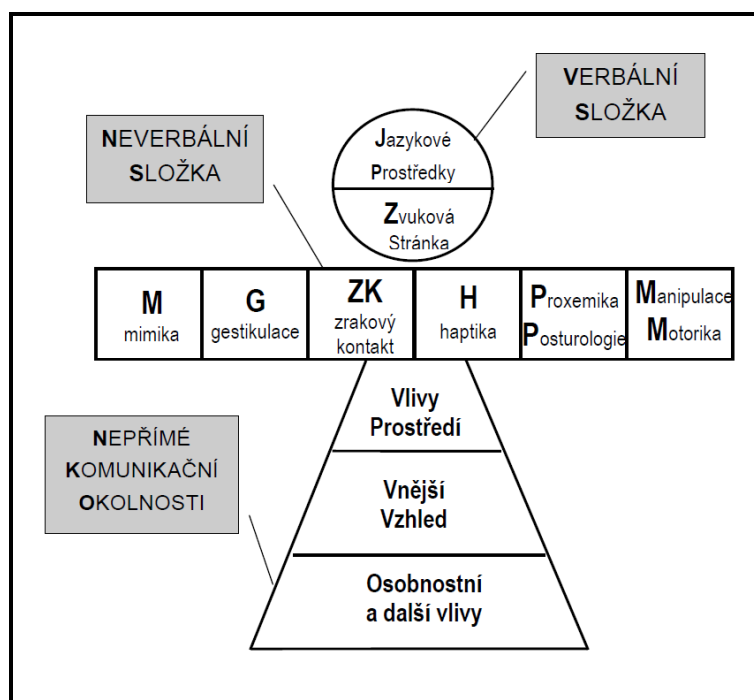 VERBÁLNÍ
SLOŽKA
NEVERBÁLNÍ
SLOŽKA
Jazykové
Prostředky
Zvuková
Stránka
M
mimika
G
gestikulace
ZK
zrakový
kontakt
H
haptika
Proxemika
Posturologie
Manipulace
Motorika
Vlivy
Prostředí
NEPŘÍMÉ
KOMUNIKAČNÍ
OKOLNOSTI
Vnější
Vzhled
Osobnostní
a další vlivy